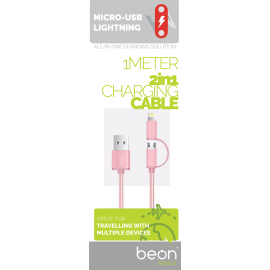 MICRO-USB
LIGHTNING
ALL-IN-ONE CHARGING SOLUTION
1METER
2in1
CHARGING
CABLE
GREAT FOR
TRAVELLING WITH
MULTIPLE DEVICES
beon